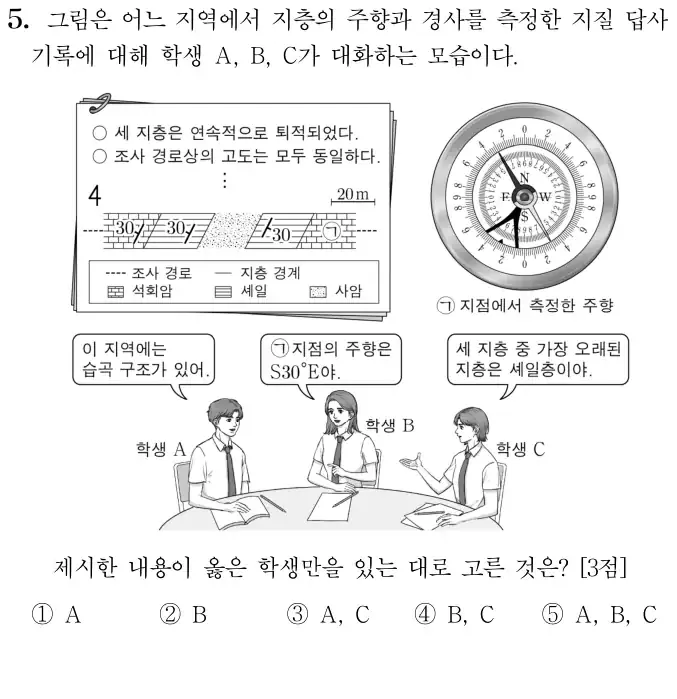 5. 그림은 어느 지역에서 지층의 주향과 경사를 측정한 지질 답사
기록에 대해 학생 A, B, C가 대화하는 모습이다.
○ 세 지층은 연속적으로 퇴적되었다.
○ 조사 경로상의 고도는 모두 동일하다.
⋮
4
20 m
30 30 30 ㉠
---- 조사 경로 — 지층 경계
석회암 셰일 사암
N
E W
S
㉠ 지점에서 측정한 주향
이 지역에는
습곡 구조가 있어.
㉠ 지점의 주향은
S30°E야.
세 지층 중 가장 오래된
지층은 셰일층이야.
학생 A
학생 B
학생 C
제시한 내용이 옳은 학생만을 있는 대로 고른 것은? [3점]
① A ② B ③ A, C ④ B, C ⑤ A, B, C